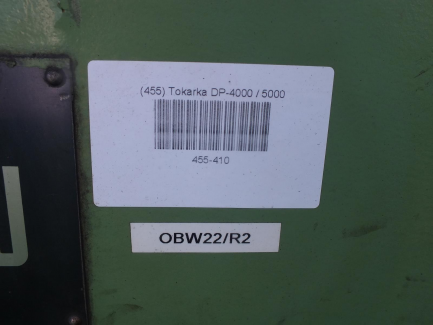 (455) Tokarka DP-4000 / 5000
455-410
OBW22/R2